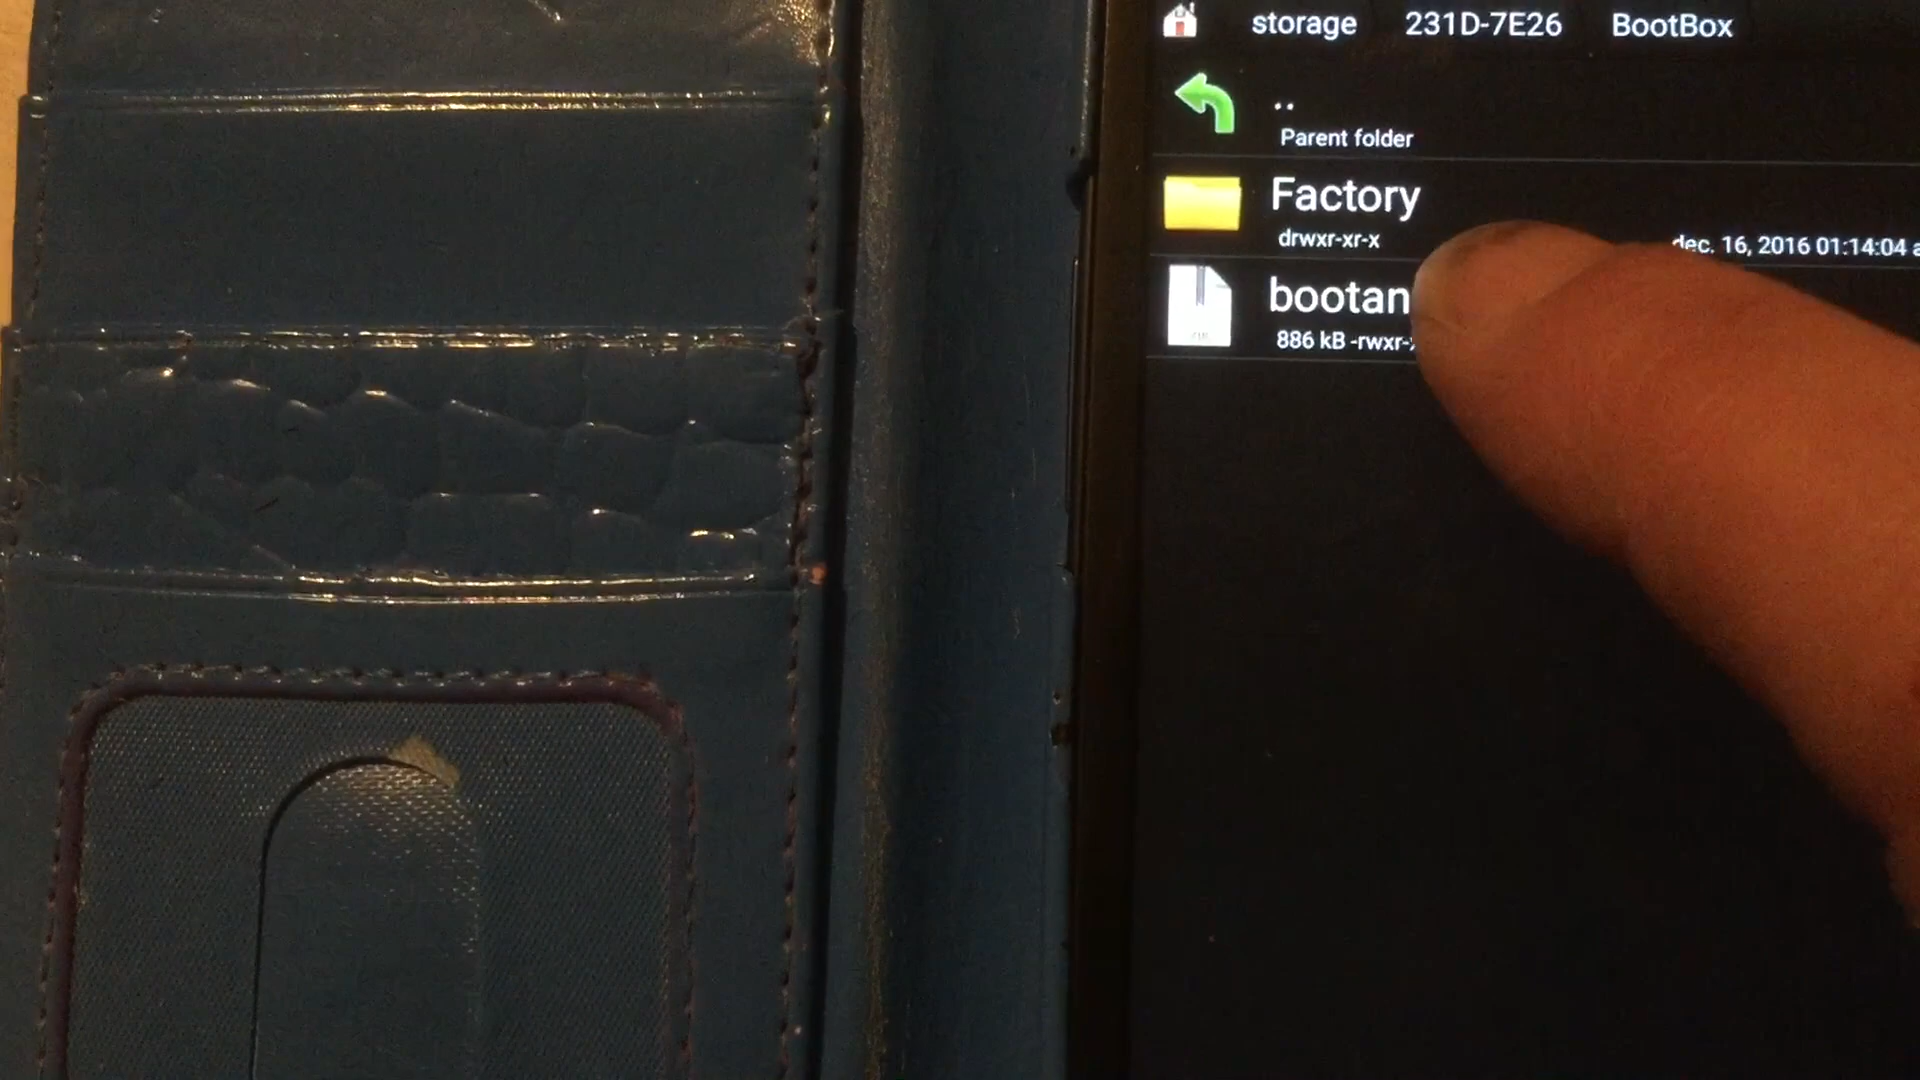 storage 231D-7E26 BootBox
..
Parent folder
Factory
drwxr-xr-x dec. 16, 2016 01:14:04
bootan
886 kB -rwxr-